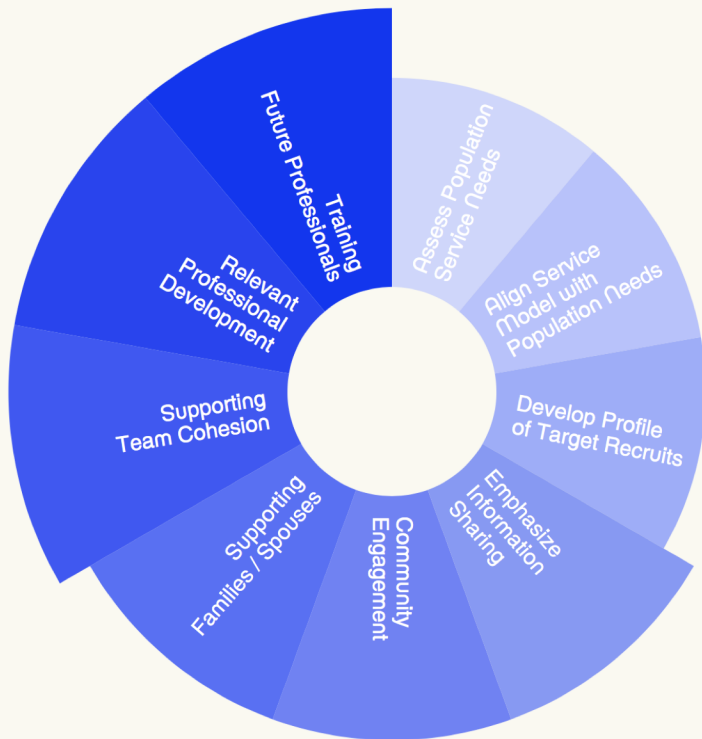 Assess Population
Service Needs
Align Service
Model with
Population Needs
Develop Profile
of Target Recruits
Emphasize
Information
Sharing
Community
Engagement
Supporting
Families / Spouses
Supporting
Team Cohesion
Relevant
Professional
Development
Training
Future Professionals